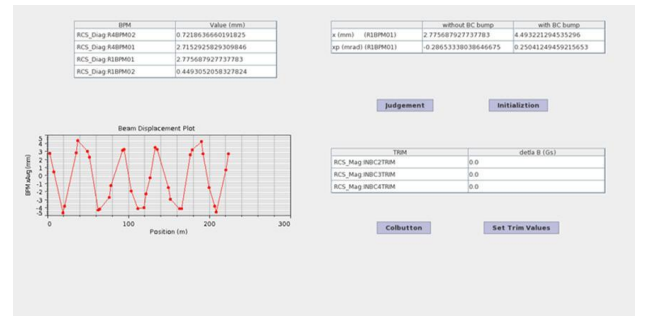 BPM Value (mm)
RCS_Diag:R4BPM02 0.7218636660191825
RCS_Diag:R4BPM01 2.7152925829309846
RCS_Diag:R1BPM01 2.775687927737783
RCS_Diag:R1BPM02 0.4493052058327824
without BC bump with BC bump
x (mm) (R1BPM01) 2.775687927737783 4.493221294535296
xp (mrad) (R1BPM01) -0.28653338038646675 0.25041249459215653
Judgement Initializtion
Beam Displacement Plot
5
4
3
2
1
0
-1
-2
-3
-4
-5
BPM avg (mm)
0 100 200 300
Position (m)
TRIM detla B (Gs)
RCS_Mag:INBC2TRIM 0.0
RCS_Mag:INBC3TRIM 0.0
RCS_Mag:INBC4TRIM 0.0
Colbutton Set Trim Values